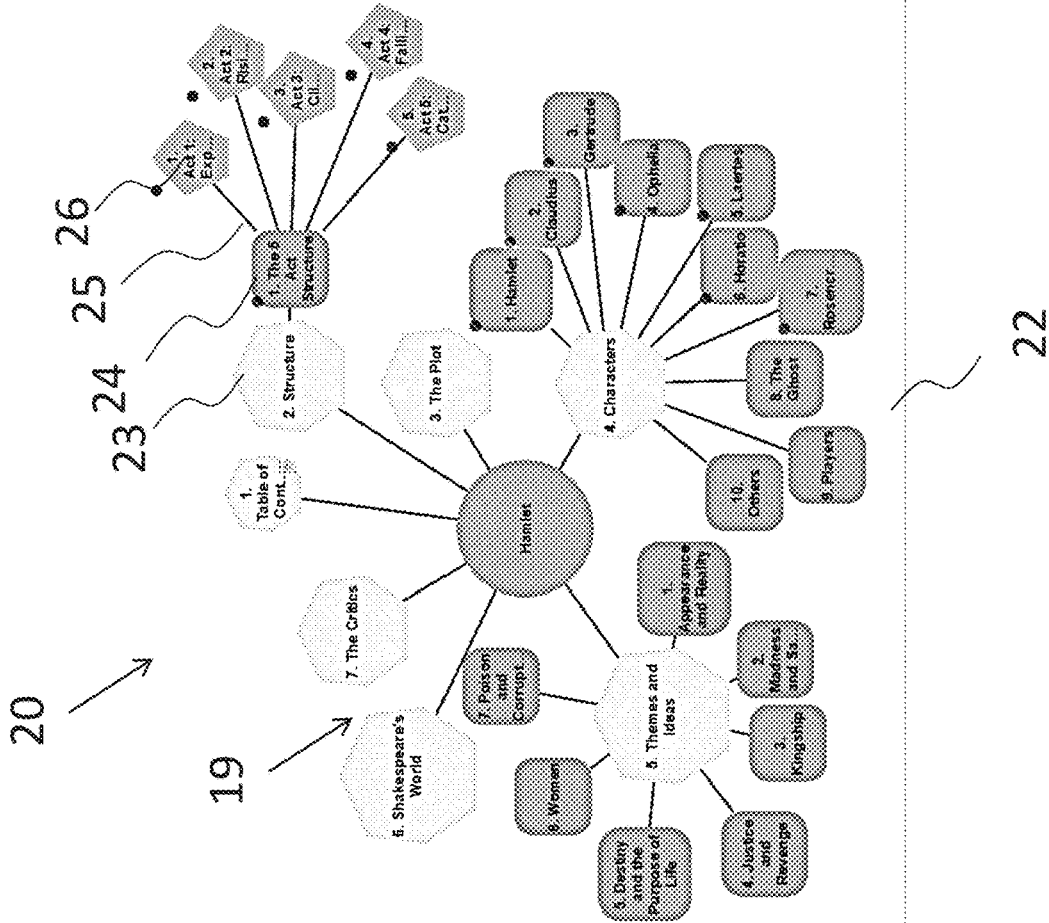 20
19
22
23
24
25
26
Hamlet
1.
Table of
Cont...
2. Structure
1. The 5
Act
Structure
1.
Act 1:
Exp...
2.
Act 2:
Risi...
3.
Act 3
Cli...
4.
Act 4:
Falli...
5.
Act 5:
Cat...
3. The Plot
4. Characters
1. Hamlet
2.
Claudius
3.
Gertrude
4. Ophelia
5. Laertes
6. Horatio
7.
Rosencr...
8. The
Ghost
9. Players
10.
Others
5. Themes and
Ideas
1.
Appearance
and Reality
2.
Madness
and Sa...
3.
Kingship
4. Justice
and
Revenge
5. Destiny
and the
Purpose of
Life
6. Women
7. Poison
and
Corrupt.
6. Shakespeare's
World
7. The Critics